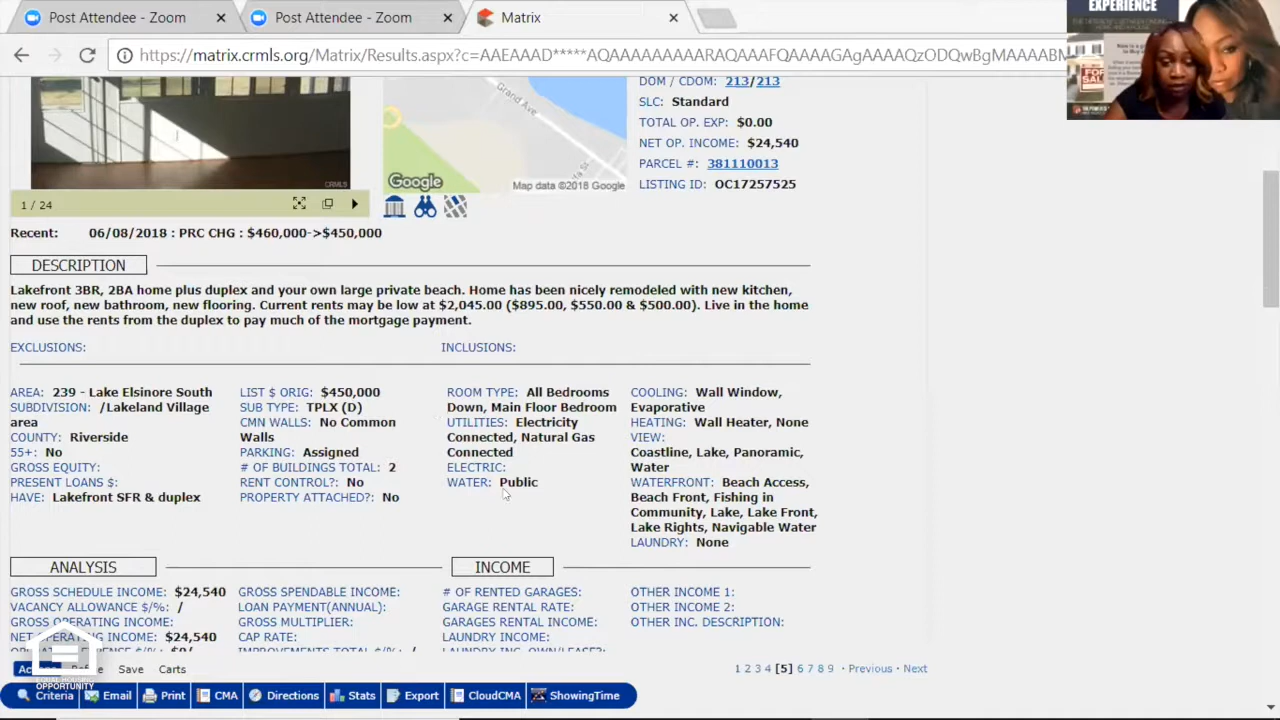 Post Attendee - Zoom
Post Attendee - Zoom
Matrix
https://matrix.crmls.org/Matrix/Results.aspx?c=AAEAAAD*****AQAAAAAAAAARAQAAAFQAAAAGAgAAAAQzODQwBgMAAAABM
EXPERIENCE
FOR SALE
CRMLS
Grand Ave
Google
Map data ©2018 Google
1 / 24
DOM / CDOM: 213/213
SLC: Standard
TOTAL OP. EXP: $0.00
NET OP. INCOME: $24,540
PARCEL #: 381110013
LISTING ID: OC17257525
Recent: 06/08/2018 : PRC CHG : $460,000->$450,000
DESCRIPTION
Lakefront 3BR, 2BA home plus duplex and your own large private beach. Home has been nicely remodeled with new kitchen,
new roof, new bathroom, new flooring. Current rents may be low at $2,045.00 ($895.00, $550.00 & $500.00). Live in the home
and use the rents from the duplex to pay much of the mortgage payment.
EXCLUSIONS: INCLUSIONS:
AREA: 239 - Lake Elsinore South
SUBDIVISION: /Lakeland Village
area
COUNTY: Riverside
55+: No
GROSS EQUITY:
PRESENT LOANS $:
HAVE: Lakefront SFR & duplex
LIST $ ORIG: $450,000
SUB TYPE: TPLX (D)
CMN WALLS: No Common
Walls
PARKING: Assigned
# OF BUILDINGS TOTAL: 2
RENT CONTROL?: No
PROPERTY ATTACHED?: No
ROOM TYPE: All Bedrooms
Down, Main Floor Bedroom
UTILITIES: Electricity
Connected, Natural Gas
Connected
ELECTRIC:
WATER: Public
COOLING: Wall Window,
Evaporative
HEATING: Wall Heater, None
VIEW:
Coastline, Lake, Panoramic,
Water
WATERFRONT: Beach Access,
Beach Front, Fishing in
Community, Lake, Lake Front,
Lake Rights, Navigable Water
LAUNDRY: None
ANALYSIS
GROSS SCHEDULE INCOME: $24,540
VACANCY ALLOWANCE $/%: /
GROSS OPERATING INCOME:
NET OPERATING INCOME: $24,540
GROSS SPENDABLE INCOME:
LOAN PAYMENT(ANNUAL):
GROSS MULTIPLIER:
CAP RATE:
IMPROVEMENTS TOTAL $/%: /
INCOME
# OF RENTED GARAGES:
GARAGE RENTAL RATE:
GARAGES RENTAL INCOME:
LAUNDRY INCOME:
LAUNDRY INC. OWN/LEASE?:
OTHER INCOME 1:
OTHER INCOME 2:
OTHER INC. DESCRIPTION:
Save Carts
1 2 3 4 [5] 6 7 8 9 · Previous · Next
EQUAL HOUSING
OPPORTUNITY
Criteria Email Print CMA Directions Stats Export CloudCMA ShowingTime